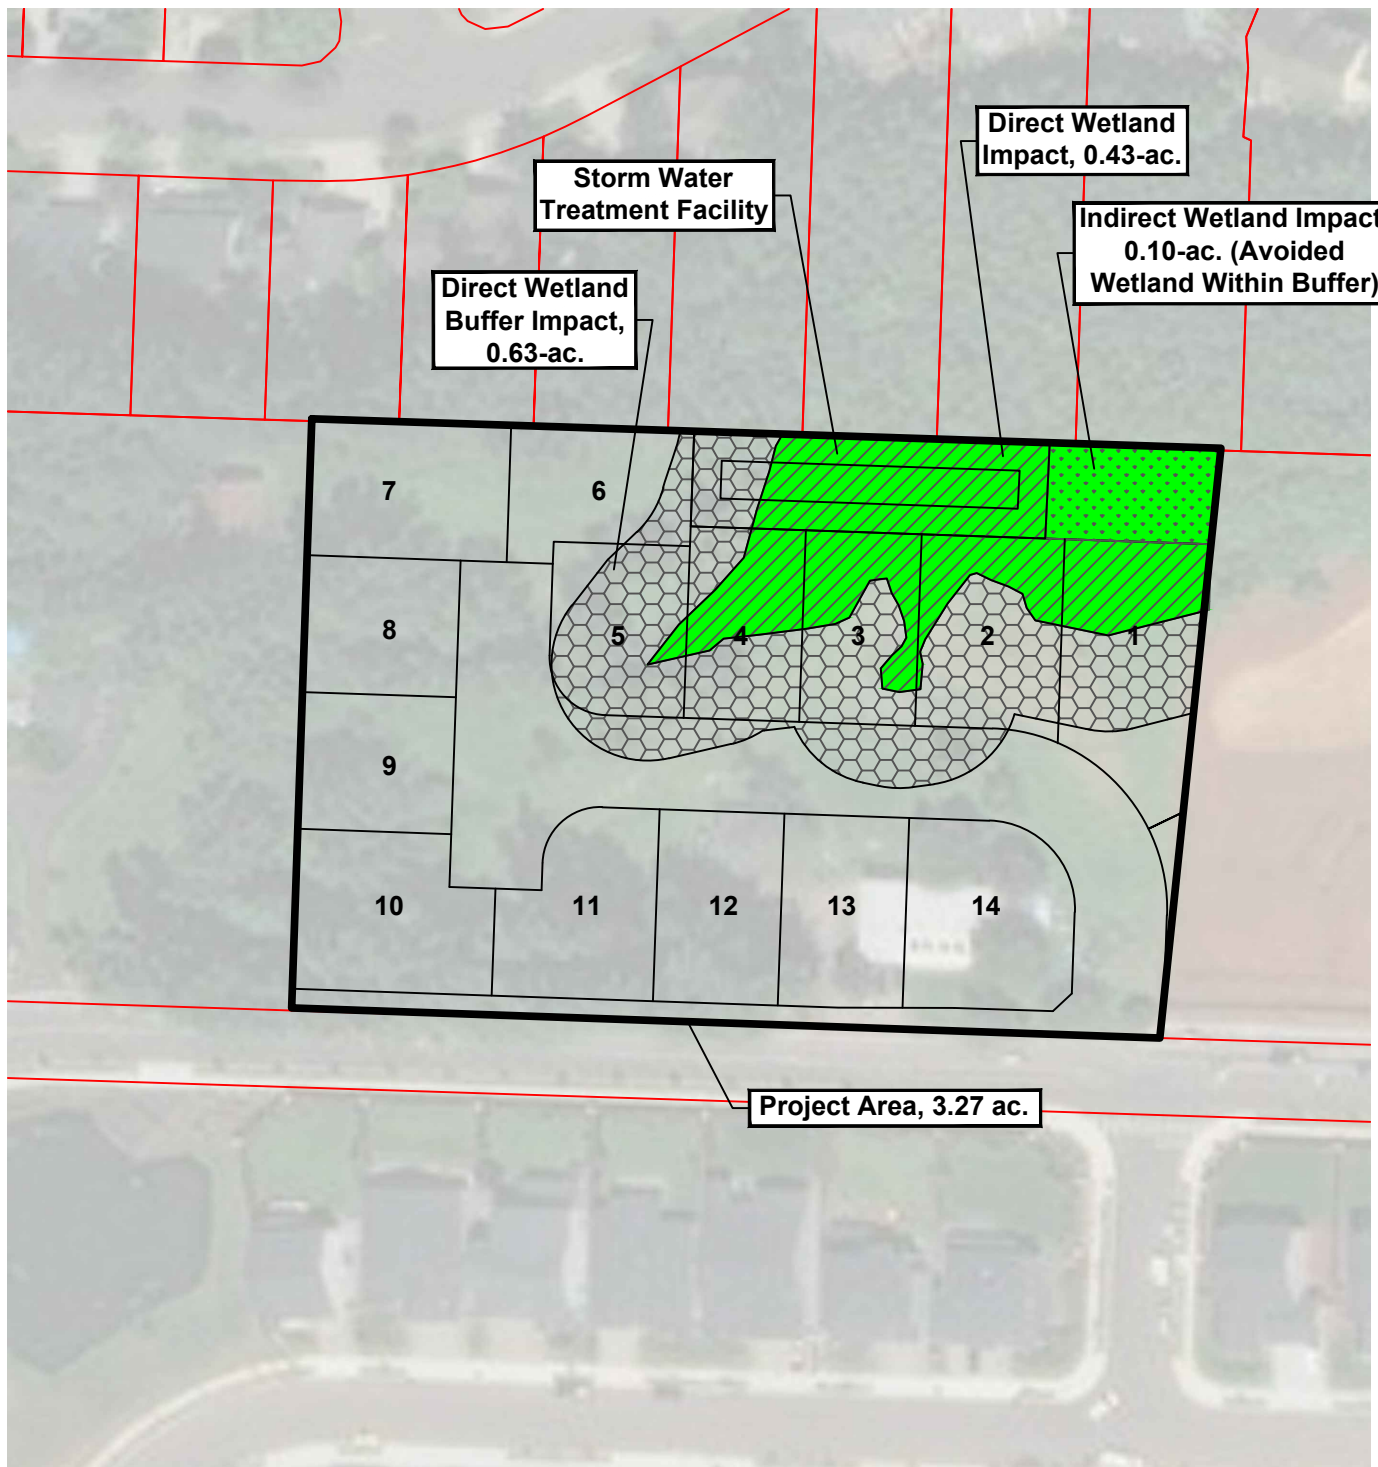 Direct Wetland
Impact, 0.43-ac.
Storm Water
Treatment Facility
Indirect Wetland Impact
0.10-ac. (Avoided
Wetland Within Buffer)
Direct Wetland
Buffer Impact,
0.63-ac.
7
6
8
5
4
3
2
1
9
10
11
12
13
14
Project Area, 3.27 ac.